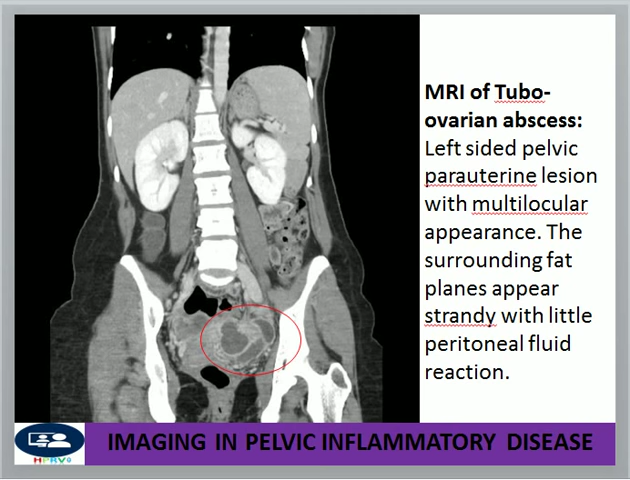 MRI of Tubo-
ovarian abscess:
Left sided pelvic
parauterine lesion
with multilocular
appearance. The
surrounding fat
planes appear
strandy with little
peritoneal fluid
reaction.
IMAGING IN PELVIC INFLAMMATORY DISEASE